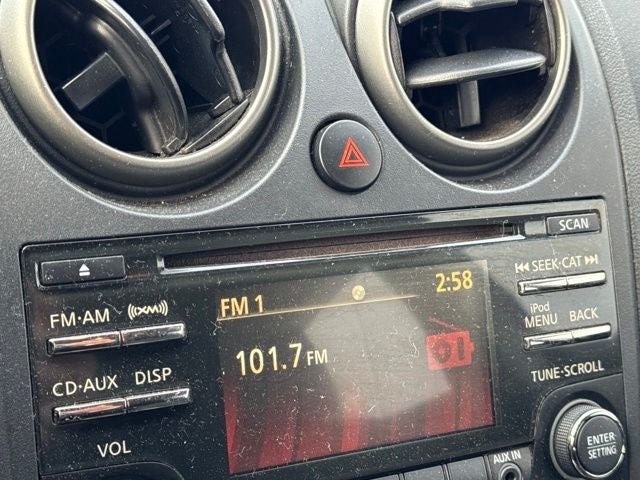 SCAN
FM·AM (((XM)))
FM 1 2:58
SEEK·CAT
iPod
MENU BACK
101.7 FM
CD·AUX DISP
TUNE·SCROLL
VOL
ENTER
SETTING
AUX IN